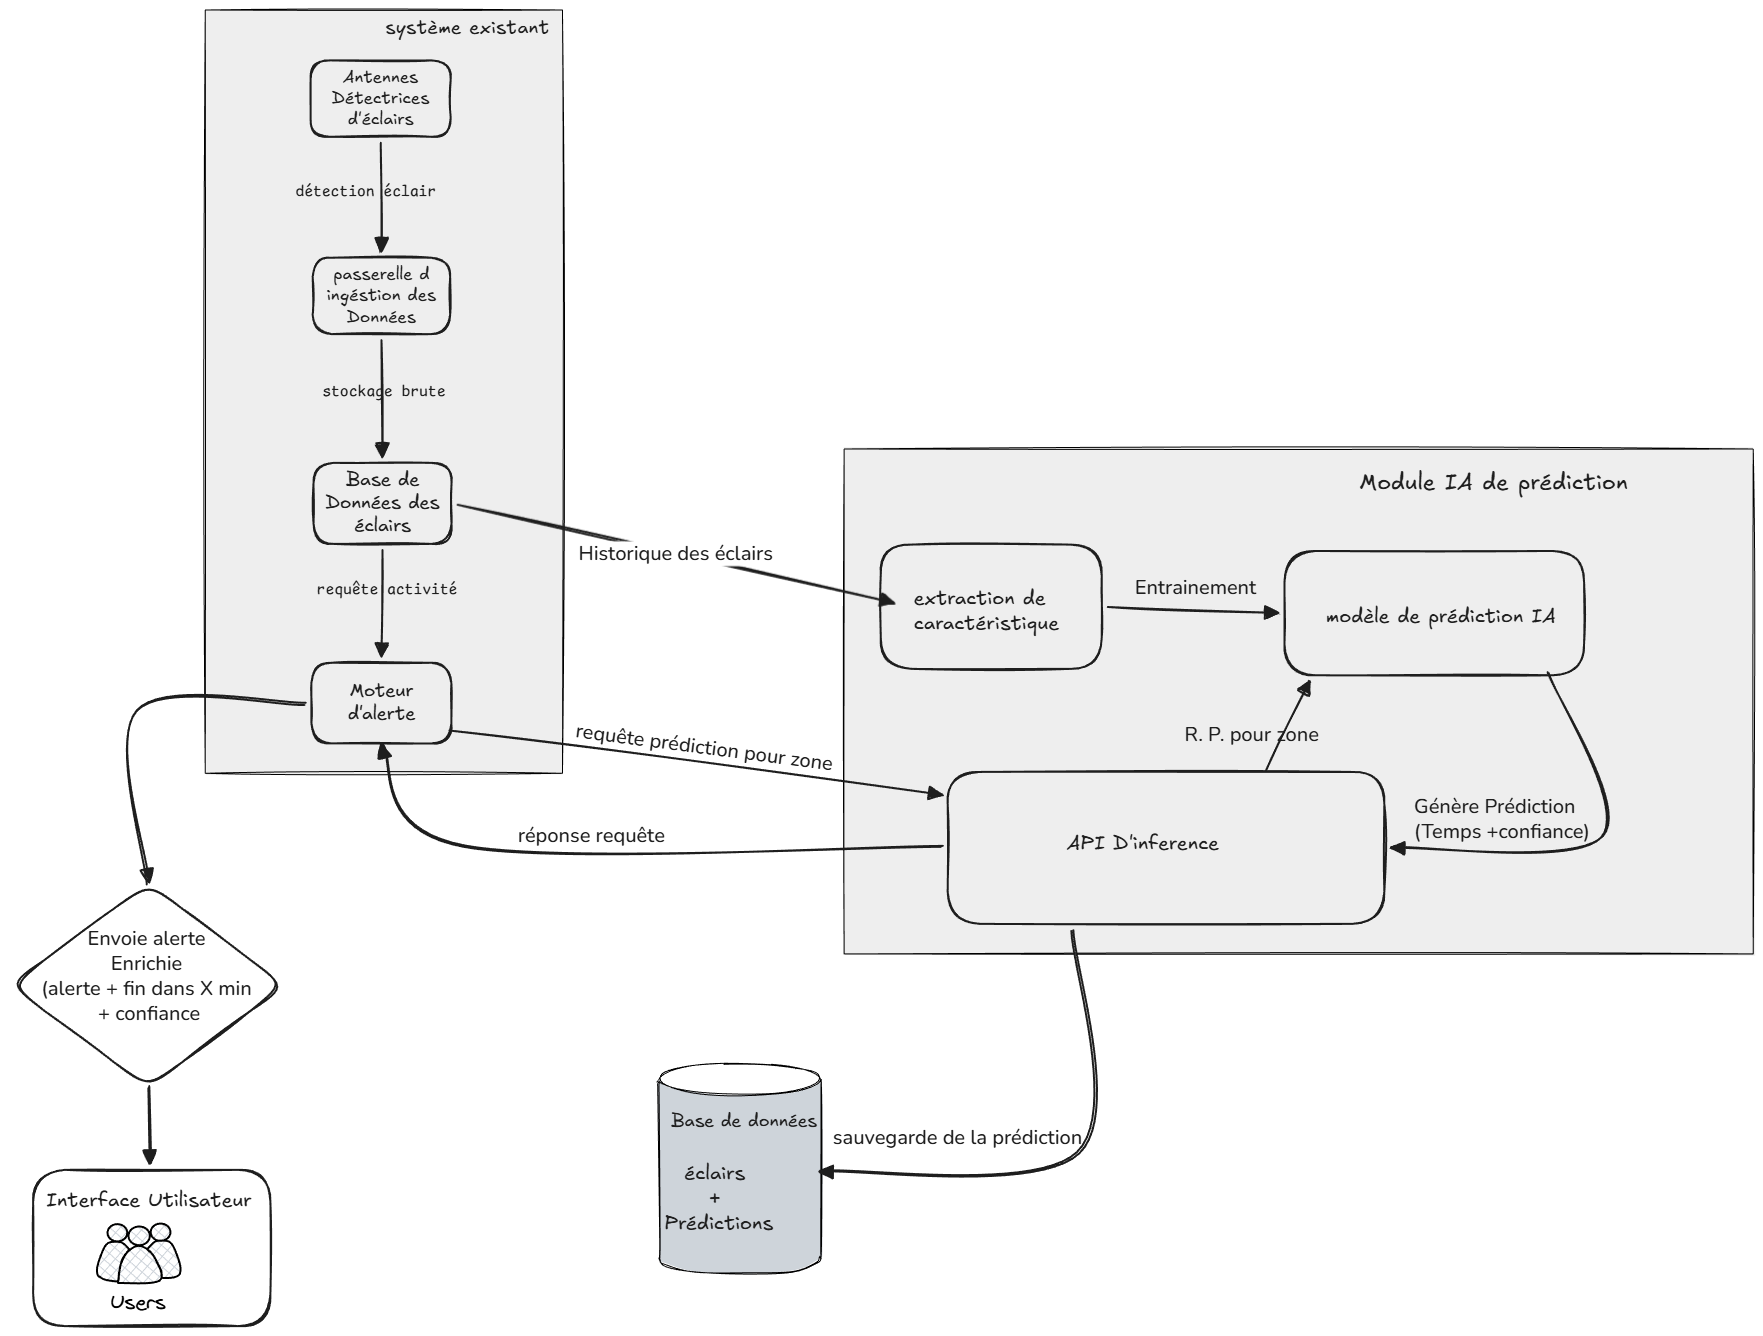 système existant
Antennes
Détectrices
d'éclairs
détection éclair
passerelle d
ingéstion des
Données
stockage brute
Base de
Données des
éclairs
Historique des éclairs
requête activité
Moteur
d'alerte
requête prédiction pour zone
réponse requête
Module IA de prédiction
extraction de
caractéristique
Entrainement
modèle de prédiction IA
R. P. pour zone
Génère Prédiction
(Temps +confiance)
API D'inference
Envoie alerte
Enrichie
(alerte + fin dans X min
+ confiance
Interface Utilisateur
Users
Base de données
éclairs
+
Prédictions
sauvegarde de la prédiction